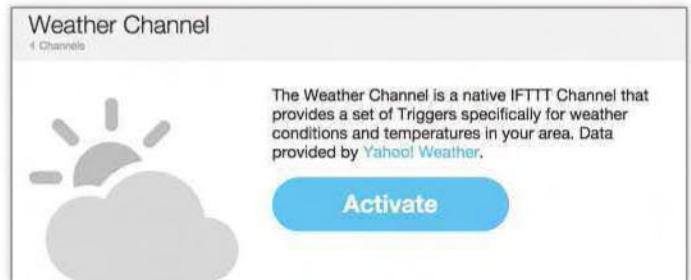 Weather Channel
< Channels
The Weather Channel is a native IFTTT Channel that
provides a set of Triggers specifically for weather
conditions and temperatures in your area. Data
provided by Yahoo! Weather.
Activate